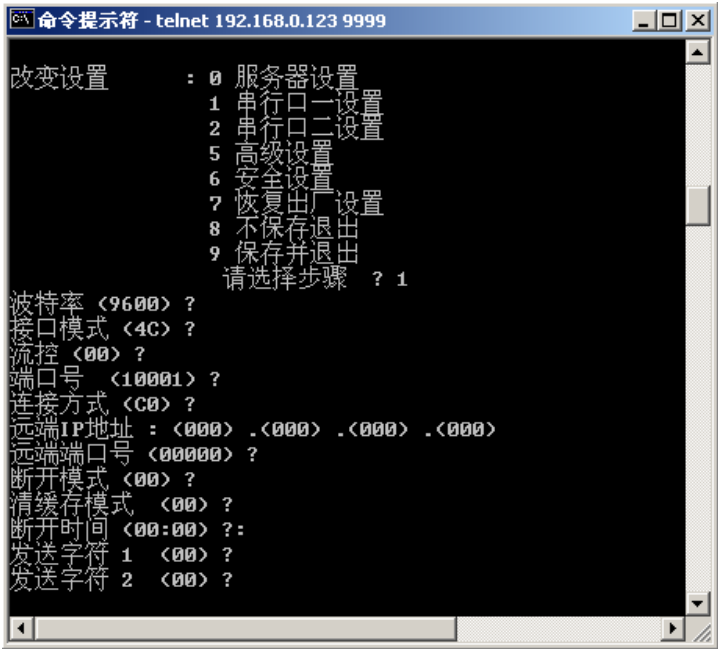 命令提示符 - telnet 192.168.0.123 9999
改变设置 : 0 服务器设置
1 串行口一设置
2 串行口二设置
5 高级设置
6 安全设置
7 恢复出厂设置
8 不保存退出
9 保存并退出
请选择步骤 ? 1
波特率 (9600) ?
接口模式 (4C) ?
流控 (00) ?
端口号 (10001) ?
连接方式 (C0) ?
远端IP地址 : (000) .(000) .(000) .(000)
远端端口号 (00000) ?
断开模式 (00) ?
清缓存模式 (00) ?
断开时间 (00:00) ?:
发送字符 1 (00) ?
发送字符 2 (00) ?